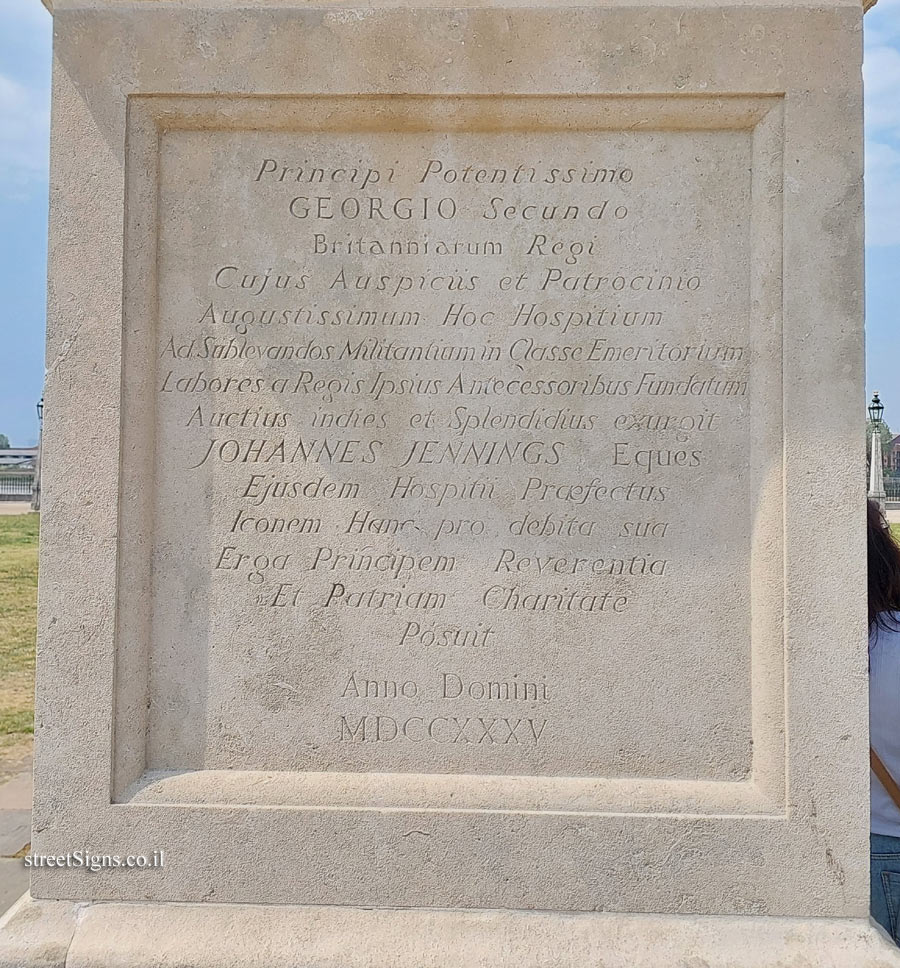 Principi Potentissimo
GEORGIO Secundo
Britanniarum Regi
Cujus Auspiciis et Patrocinio
Augustissimum Hoc Hospitium
Ad Sublevandos Militantium in Classe Emeritorium
Labores a Regis Ipsius Antecessoribus Fundatum
Auctius indies et Splendidius exurgit
JOHANNES JENNINGS Eques
Ejusdem Hospitii Præfectus
Iconem Hanc pro debita sua
Erga Principem Reverentia
Et Patriam Charitate
Posuit
Anno Domini
MDCCXXXV
streetSigns.co.il